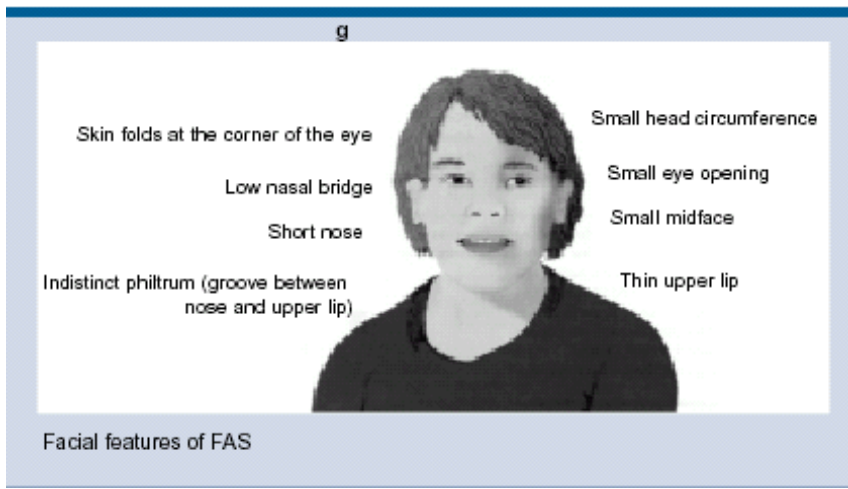 g
Skin folds at the corner of the eye
Low nasal bridge
Short nose
Indistinct philtrum (groove between
nose and upper lip)
Small head circumference
Small eye opening
Small midface
Thin upper lip
Facial features of FAS